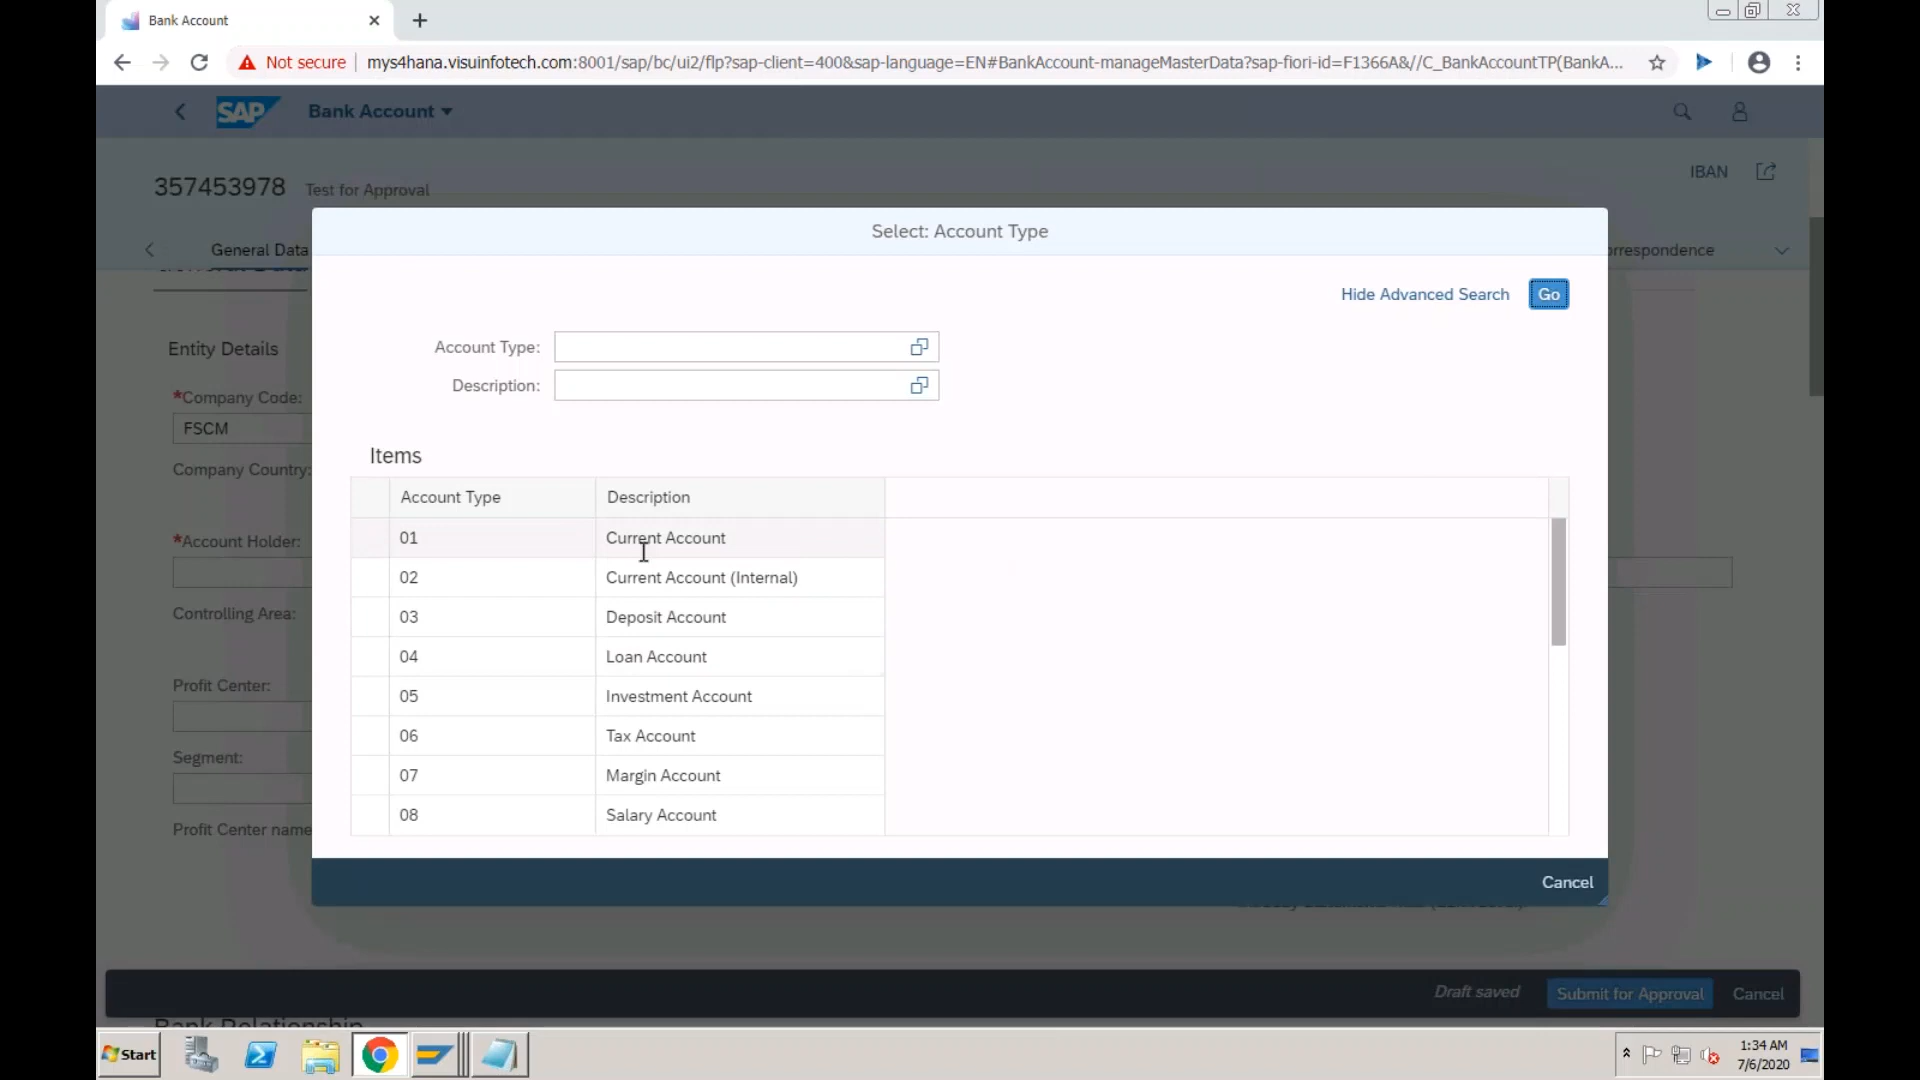 Bank Account
Not secure
mys4hana.visuinfotech.com:8001/sap/bc/ui2/flp?sap-client=400&sap-language=EN#BankAccount-manageMasterData?sap-fiori-id=F1366A&//C_BankAccountTP(BankA...
SAP
Bank Account
357453978 Test for Approval
IBAN
General Data
orrespondence
Select: Account Type
Hide Advanced Search Go
Account Type:
Description:
Entity Details
*Company Code:
FSCM
Company Country:
*Account Holder:
Controlling Area:
Profit Center:
Segment:
Profit Center name
Items
Account Type Description
01 Current Account
02 Current Account (Internal)
03 Deposit Account
04 Loan Account
05 Investment Account
06 Tax Account
07 Margin Account
08 Salary Account
Cancel
Draft saved Submit for Approval Cancel
Bank Relationship
Start
1:34 AM
7/6/2020